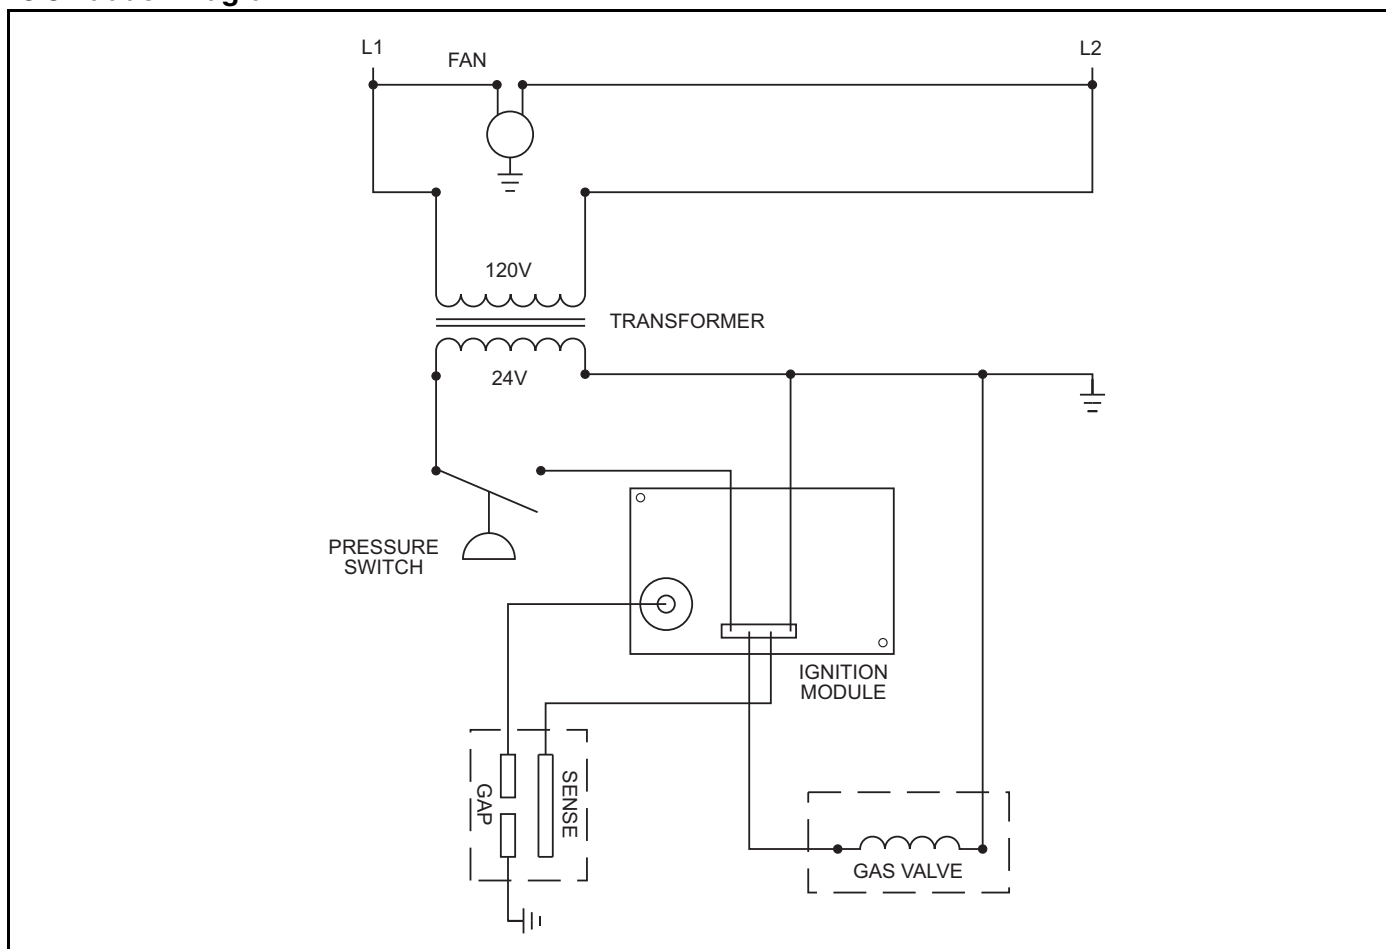 L1
FAN
L2
120V
TRANSFORMER
24V
PRESSURE
SWITCH
IGNITION
MODULE
GAP
SENSE
GAS VALVE